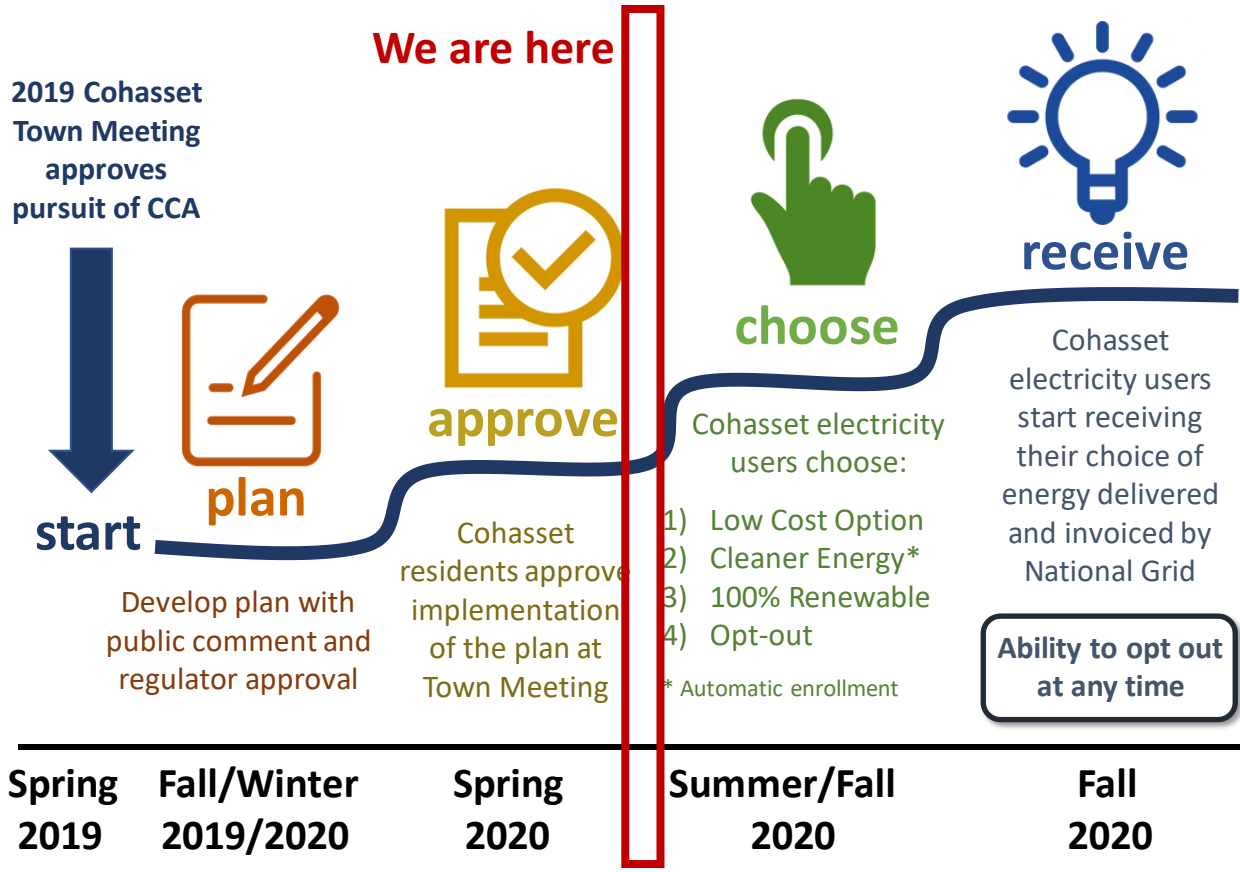 We are here
2019 Cohasset
Town Meeting
approves
pursuit of CCA
start
plan
Develop plan with
public comment and
regulator approval
approve
Cohasset
residents approve
implementation
of the plan at
Town Meeting
choose
Cohasset electricity
users choose:
1) Low Cost Option
2) Cleaner Energy*
3) 100% Renewable
4) Opt-out
* Automatic enrollment
receive
Cohasset
electricity users
start receiving
their choice of
energy delivered
and invoiced by
National Grid
Ability to opt out
at any time
Spring
2019
Fall/Winter
2019/2020
Spring
2020
Summer/Fall
2020
Fall
2020